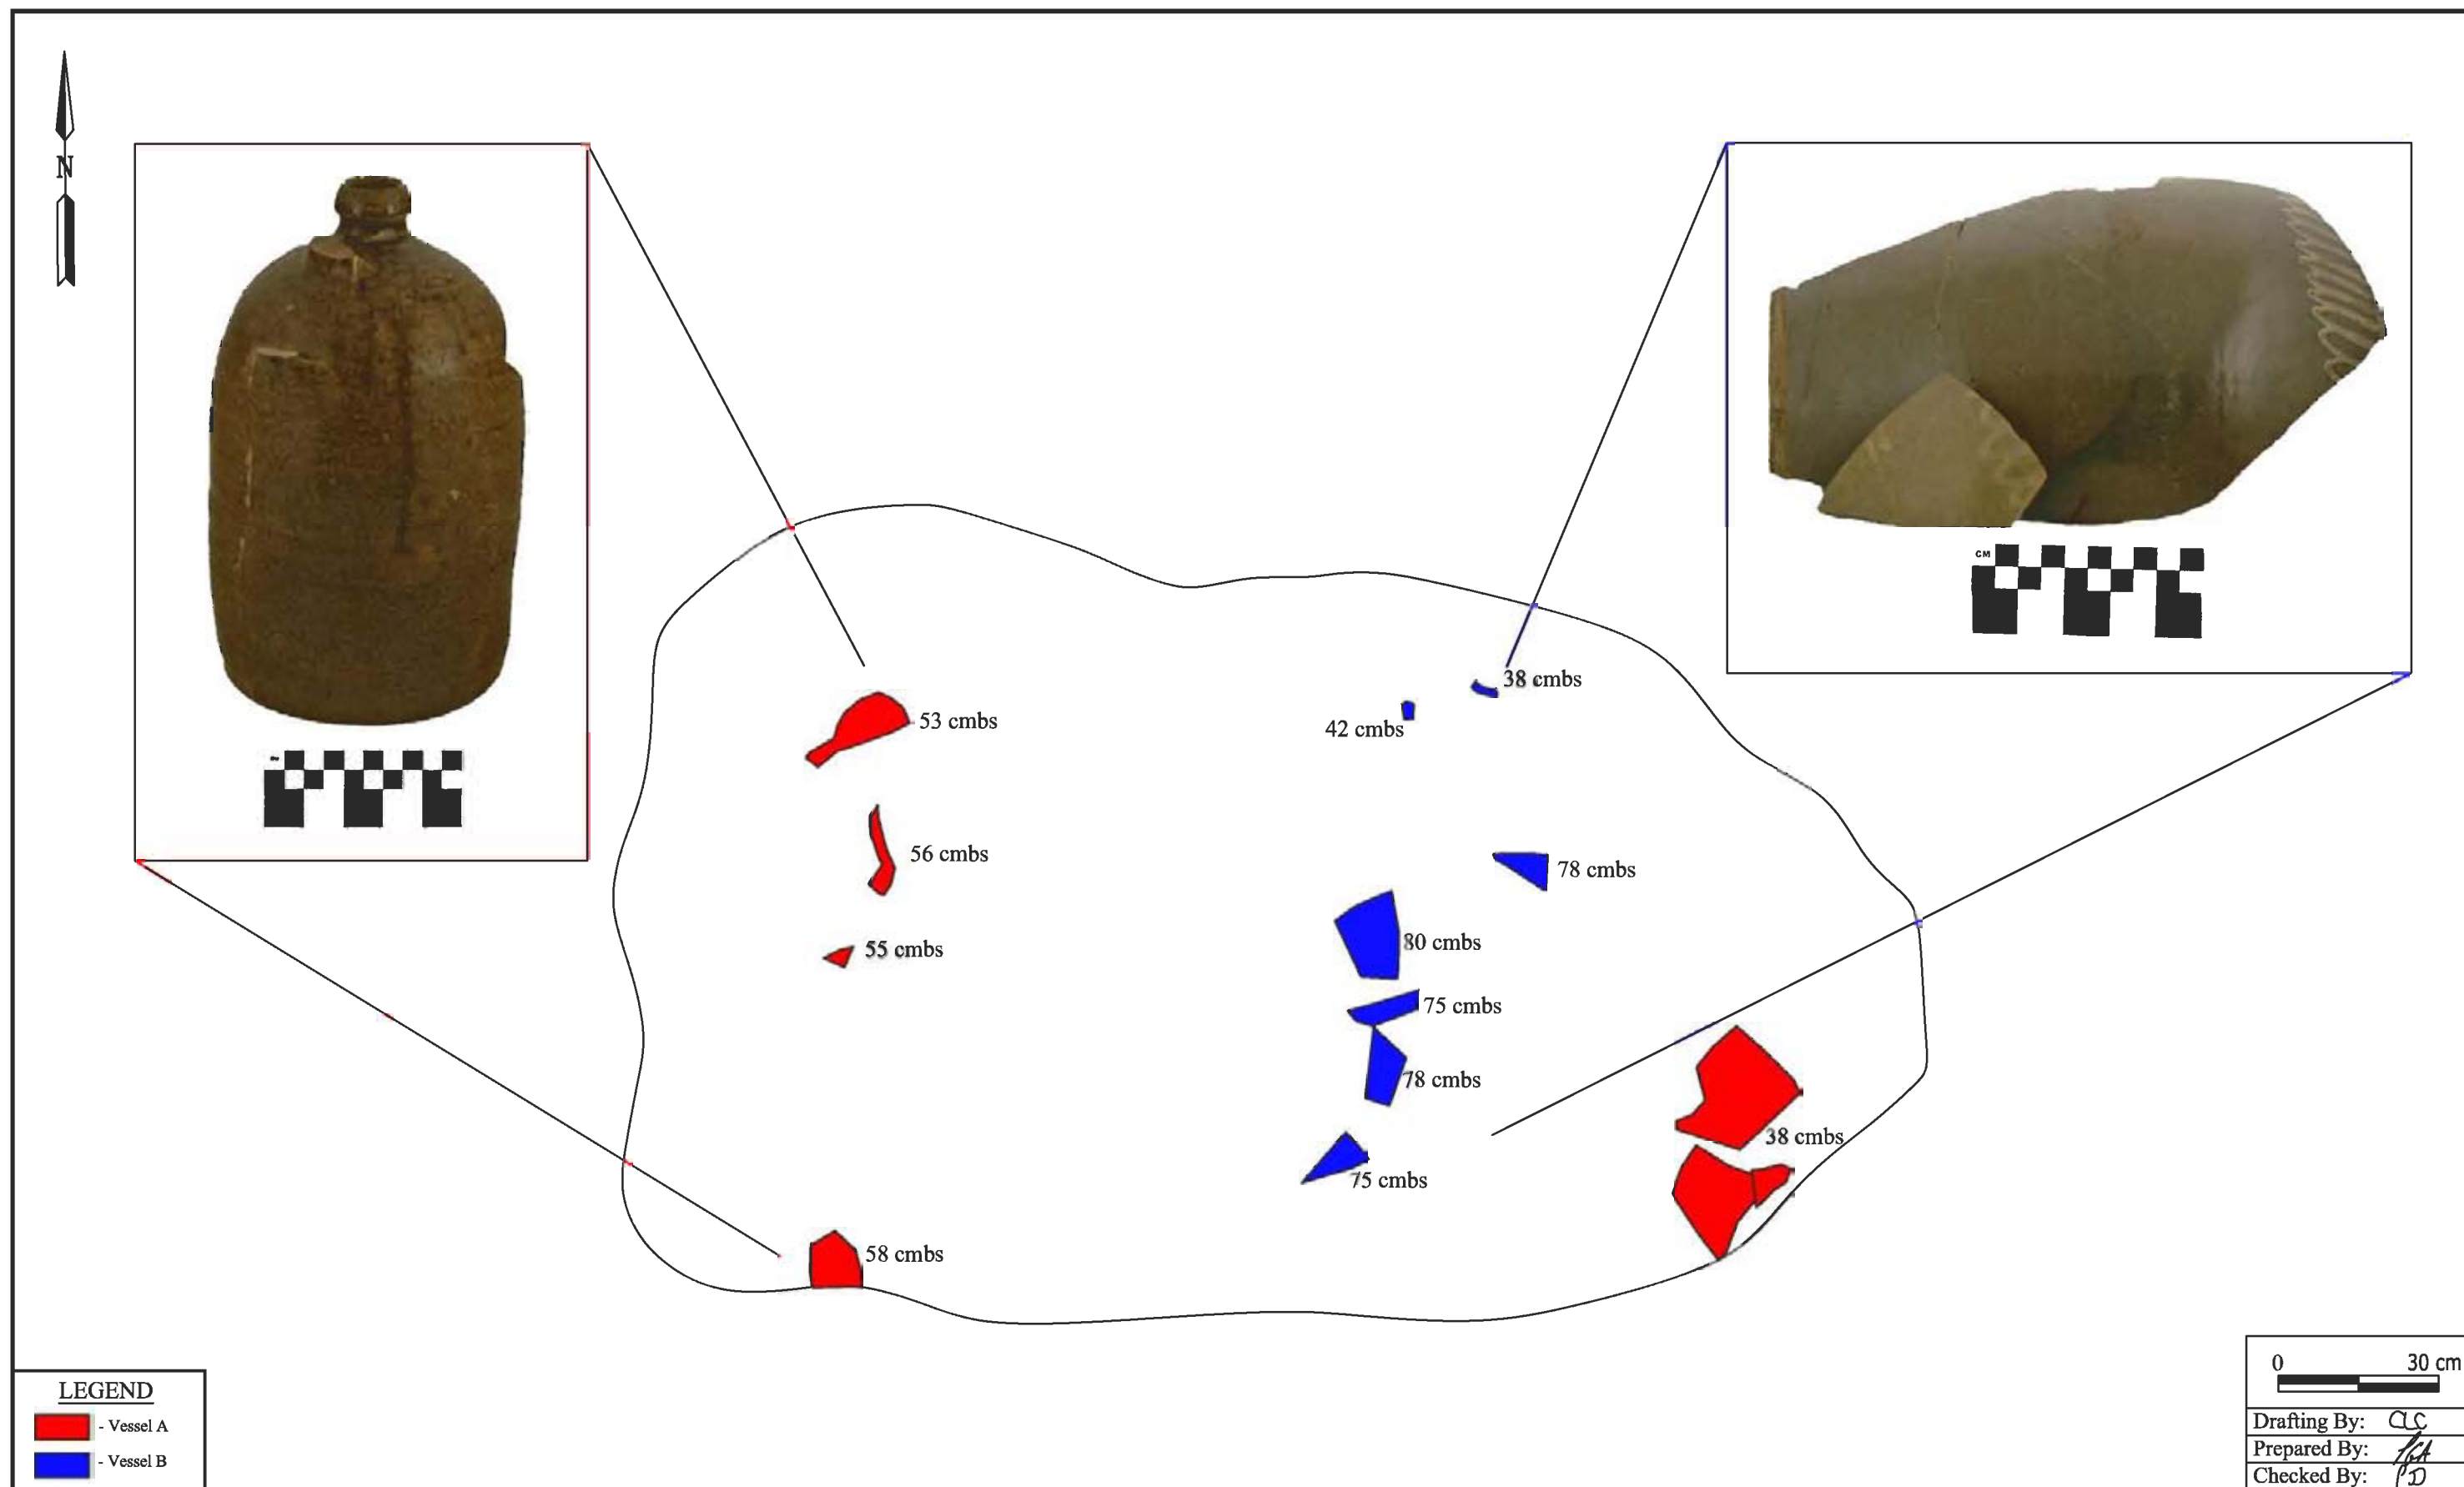 N
CM
53 cmbs
38 cmbs
42 cmbs
56 cmbs
78 cmbs
80 cmbs
55 cmbs
75 cmbs
78 cmbs
38 cmbs
75 cmbs
58 cmbs
LEGEND
- Vessel A
- Vessel B
0 30 cm
Drafting By: CLC
Prepared By:
Checked By: